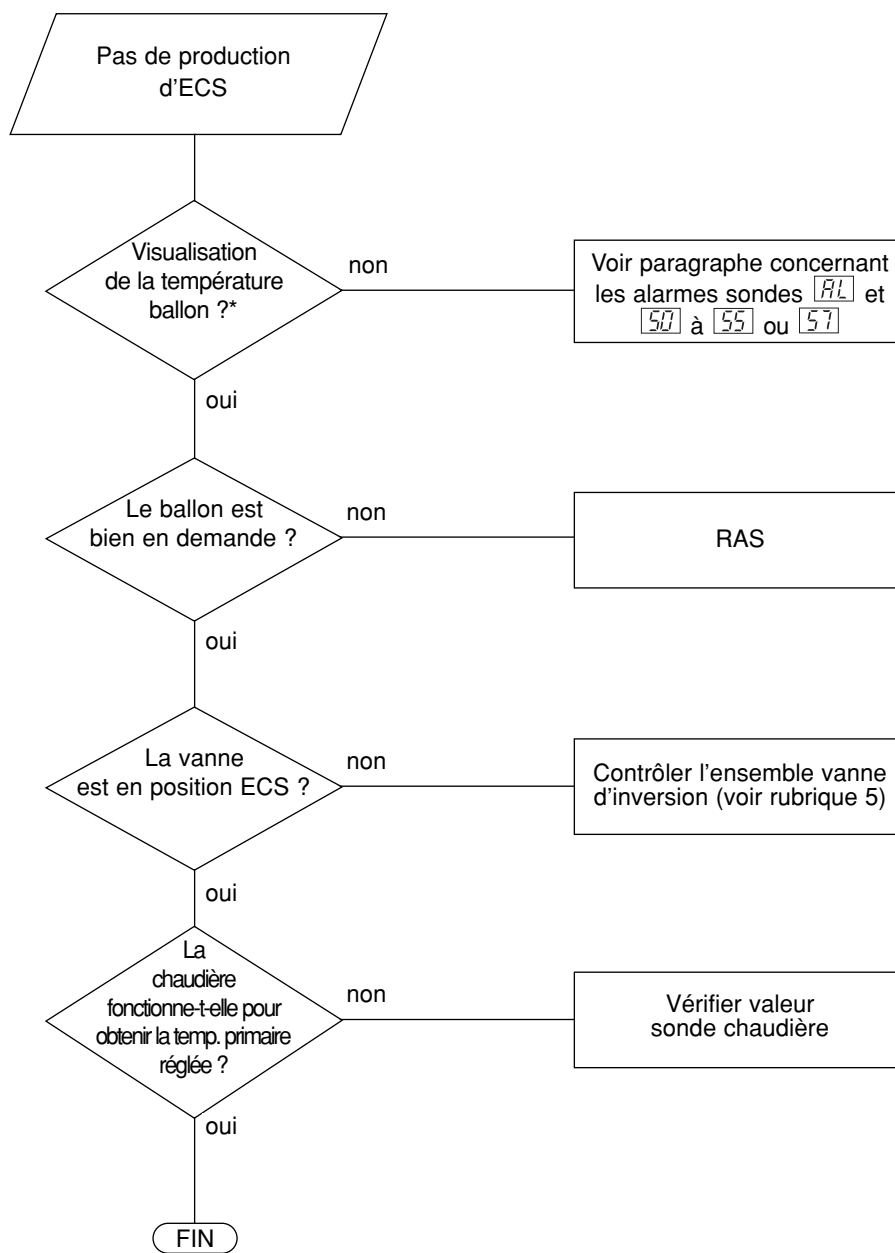 Pas de production
d'ECS
Visualisation
de la température
ballon ?*
non
Voir paragraphe concernant
les alarmes sondes AL et
50 à 55 ou 57
oui
Le ballon est
bien en demande ?
non
RAS
oui
La vanne
est en position ECS ?
non
Contrôler l'ensemble vanne
d'inversion (voir rubrique 5)
oui
La
chaudière
fonctionne-t-elle pour
obtenir la temp. primaire
réglée ?
non
Vérifier valeur
sonde chaudière
oui
FIN